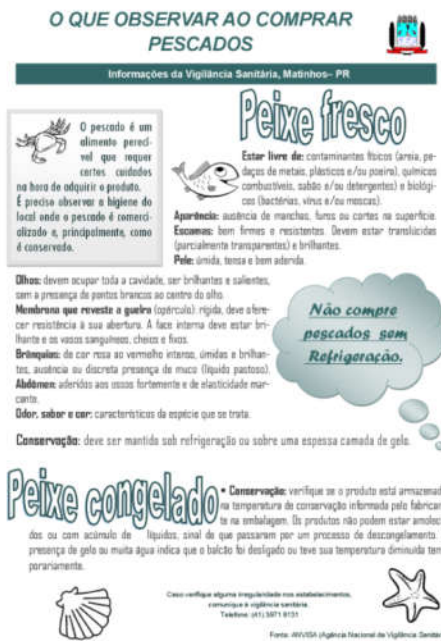 O QUE OBSERVAR AO COMPRAR
PESCADOS
Informações da Vigilância Sanitária, Matinhos– PR
O pescado é um
alimento perecí-
vel que requer
certos cuidados
na hora de adquirir o produto.
É preciso observar a higiene do
local onde o pescado é comerci-
alizado e, principalmente, como
é conservado.
Peixe fresco
Estar livre de: contaminantes físicos (areia, pe-
daços de metais, plásticos e/ou poeira), químicos
combustíveis, sabão e/ou detergentes) e biológi-
cos (bactérias, vírus e/ou moscas).
Aparência: ausência de manchas, furos ou cortes na superfície.
Escamas: bem firmes e resistentes. Devem estar translúcidas
(parcialmente transparentes) e brilhantes.
Pele: úmida, tensa e bem aderida.
Olhos: devem ocupar toda a cavidade, ser brilhantes e salientes,
sem a presença de pontos brancos ao centro do olho.
Membrana que reveste a guelra (opérculo): rígida, deve ofere-
cer resistência à sua abertura. A face interna deve estar bri-
lhante e os vasos sanguíneos, cheios e fixos.
Brânquias: de cor rosa ao vermelho intenso, úmidas e brilhan-
tes, ausência ou discreta presença de muco (líquido pastoso).
Abdômen: aderidos aos ossos fortemente e de elasticidade mar-
cante.
Odor, sabor e cor: característicos da espécie que se trata.
Não compre
pescados sem
Refrigeração.
Conservação: deve ser mantido sob refrigeração ou sobre uma espessa camada de gelo.
Peixe congelado
• Conservação: verifique se o produto está armazenad
na temperatura de conservação informada pelo fabrican
te na embalagem. Os produtos não podem estar amolec
dos ou com acúmulo de líquidos, sinal de que passaram por um processo de descongelamento.
presença de gelo ou muita água indica que o balcão foi desligado ou teve sua temperatura diminuída tem
porariamente.
Caso verifique alguma irregularidade nos estabelecimentos,
comunique à vigilância sanitária.
Telefone: (41) 3971 6131
Fonte: ANVISA (Agência Nacional de Vigilância Sanitár